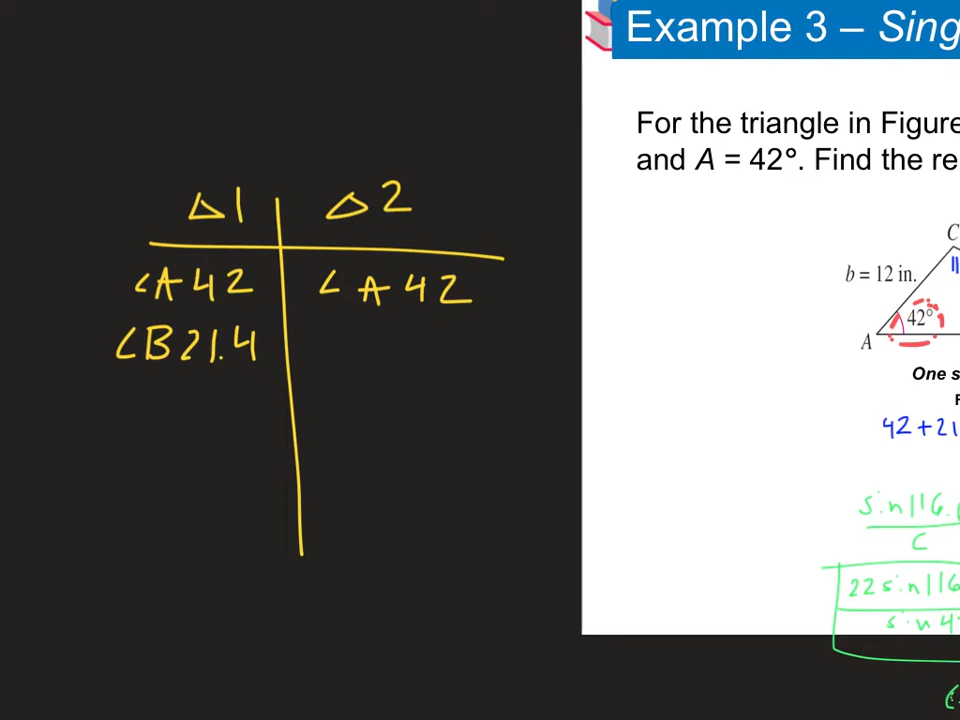 Example 3 – Sing
For the triangle in Figure
and A = 42°. Find the re
Δ1 Δ2
∠A 42 ∠A 42
∠B 21.4
C
b = 12 in.
42°
A
One s
42 + 21
sin 116.
c
22 sin 116
sin 4